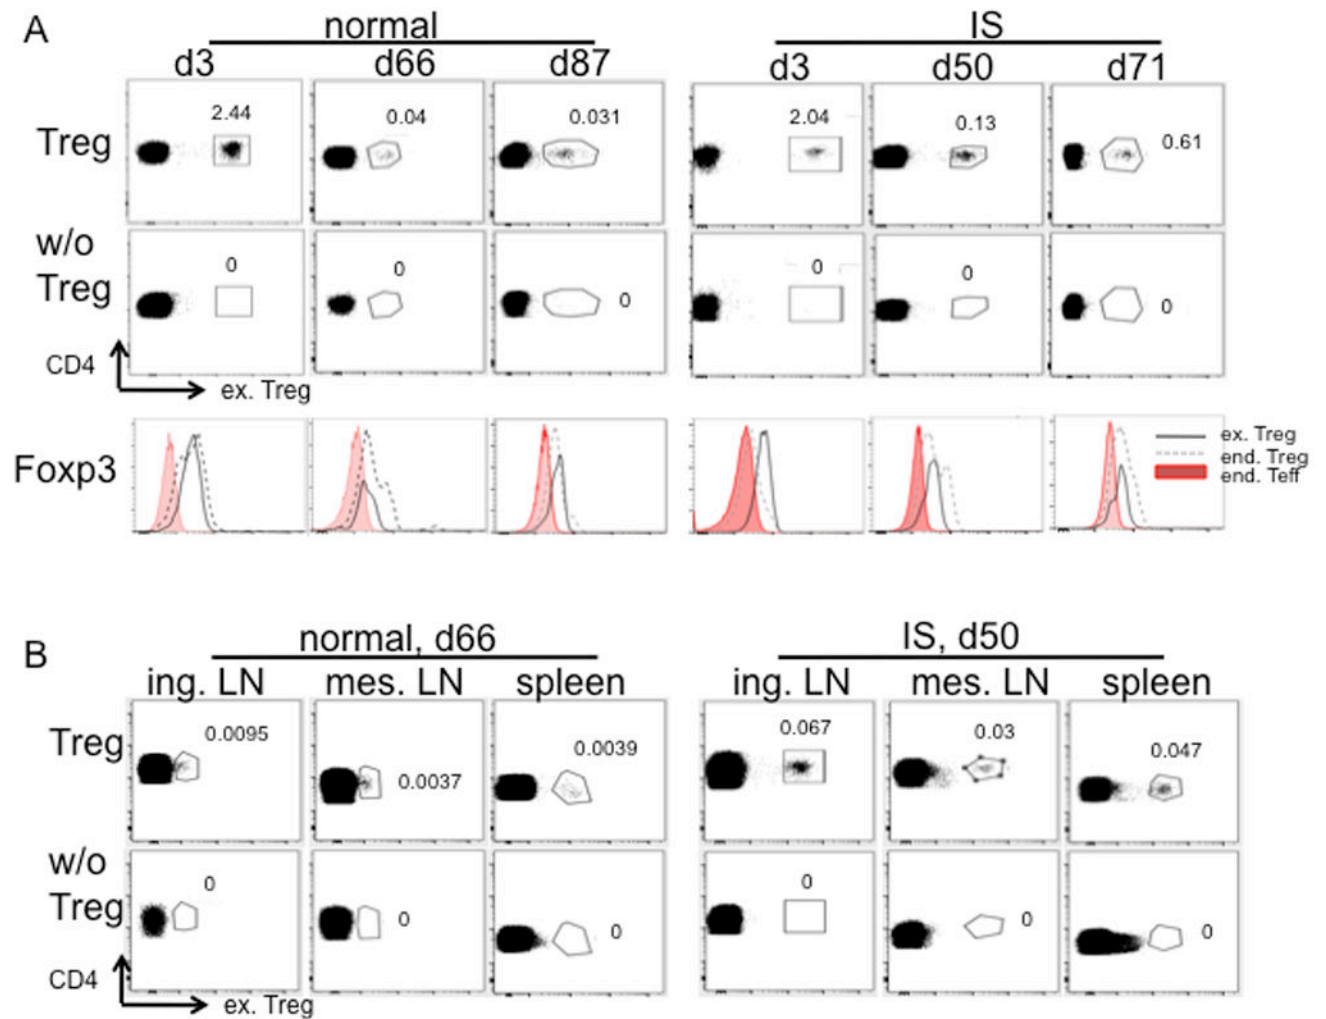 A
normal
IS
d3
d66
d87
d3
d50
d71
Treg
2.44
0.04
0.031
2.04
0.13
0.61
w/o
Treg
0
0
0
0
0
0
CD4
ex. Treg
Foxp3
ex. Treg
end. Treg
end. Teff
B
normal, d66
IS, d50
ing. LN
mes. LN
spleen
ing. LN
mes. LN
spleen
Treg
0.0095
0.0037
0.0039
0.067
0.03
0.047
w/o
Treg
0
0
0
0
0
0
CD4
ex. Treg